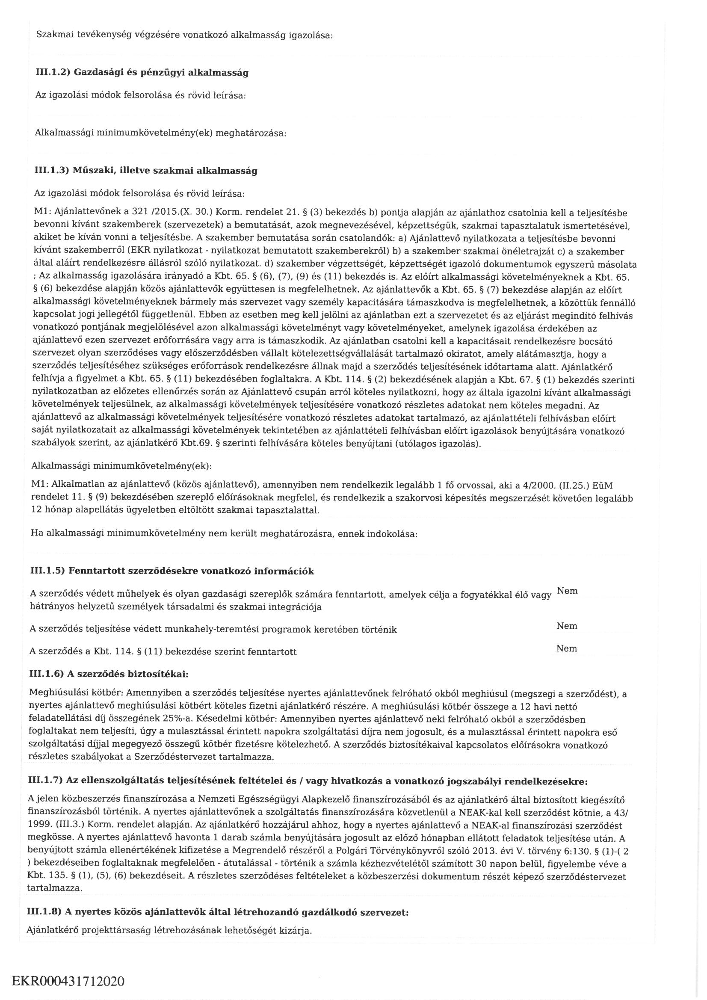 Szakmai tevékenység végzésére vonatkozó alkalmasság igazolása:
III.1.2) Gazdasági és pénzügyi alkalmasság
Az igazolási módok felsorolása és rövid leírása:
Alkalmassági minimumkövetelmény(ek) meghatározása:
III.1.3) Műszaki, illetve szakmai alkalmasság
Az igazolási módok felsorolása és rövid leírása:
M1: Ajánlattevőnek a 321 /2015.(X. 30.) Korm. rendelet 21. § (3) bekezdés b) pontja alapján az ajánlathoz csatolnia kell a teljesítésbe
bevonni kívánt szakemberek (szervezetek) a bemutatását, azok megnevezésével, képzettségük, szakmai tapasztalatuk ismertetésével,
akiket be kíván vonni a teljesítésbe. A szakember bemutatása során csatolandók: a) Ajánlattevő nyilatkozata a teljesítésbe bevonni
kívánt szakemberről (EKR nyilatkozat - nyilatkozat bemutatott szakemberekről) b) a szakember szakmai önéletrajzát c) a szakember
által aláírt rendelkezésre állásról szóló nyilatkozat. d) szakember végzettségét, képzettségét igazoló dokumentumok egyszerű másolata
; Az alkalmasság igazolására irányadó a Kbt. 65. § (6), (7), (9) és (11) bekezdés is. Az előírt alkalmassági követelményeknek a Kbt. 65.
§ (6) bekezdése alapján közös ajánlattevők együttesen is megfelelhetnek. Az ajánlattevők a Kbt. 65. § (7) bekezdése alapján az előírt
alkalmassági követelményeknek bármely más szervezet vagy személy kapacitására támaszkodva is megfelelhetnek, a közöttük fennálló
kapcsolat jogi jellegétől függetlenül. Ebben az esetben meg kell jelölni az ajánlatban ezt a szervezetet és az eljárást megindító felhívás
vonatkozó pontjának megjelölésével azon alkalmassági követelményt vagy követelményeket, amelynek igazolása érdekében az
ajánlattevő ezen szervezet erőforrására vagy arra is támaszkodik. Az ajánlatban csatolni kell a kapacitásait rendelkezésre bocsátó
szervezet olyan szerződéses vagy előszerződésben vállalt kötelezettségvállalását tartalmazó okiratot, amely alátámasztja, hogy a
szerződés teljesítéséhez szükséges erőforrások rendelkezésre állnak majd a szerződés teljesítésének időtartama alatt. Ajánlatkérő
felhívja a figyelmet a Kbt. 65. § (11) bekezdésében foglaltakra. A Kbt. 114. § (2) bekezdésének alapján a Kbt. 67. § (1) bekezdés szerinti
nyilatkozatban az előzetes ellenőrzés során az Ajánlattevő csupán arról köteles nyilatkozni, hogy az általa igazolni kívánt alkalmassági
követelmények teljesülnek, az alkalmassági követelmények teljesítésére vonatkozó részletes adatokat nem köteles megadni. Az
ajánlattevő az alkalmassági követelmények teljesítésére vonatkozó részletes adatokat tartalmazó, az ajánlattételi felhívásban előírt
saját nyilatkozatait az alkalmassági követelmények tekintetében az ajánlattételi felhívásban előírt igazolások benyújtására vonatkozó
szabályok szerint, az ajánlatkérő Kbt.69. § szerinti felhívására köteles benyújtani (utólagos igazolás).
Alkalmassági minimumkövetelmény(ek):
M1: Alkalmatlan az ajánlattevő (közös ajánlattevő), amennyiben nem rendelkezik legalább 1 fő orvossal, aki a 4/2000. (II.25.) EüM
rendelet 11. § (9) bekezdésében szereplő előírásoknak megfelel, és rendelkezik a szakorvosi képesítés megszerzését követően legalább
12 hónap alapellátás ügyeletben eltöltött szakmai tapasztalattal.
Ha alkalmassági minimumkövetelmény nem került meghatározásra, ennek indokolása:
III.1.5) Fenntartott szerződésekre vonatkozó információk
A szerződés védett műhelyek és olyan gazdasági szereplők számára fenntartott, amelyek célja a fogyatékkal élő vagy Nem
hátrányos helyzetű személyek társadalmi és szakmai integrációja
A szerződés teljesítése védett munkahely-teremtési programok keretében történik Nem
A szerződés a Kbt. 114. § (11) bekezdése szerint fenntartott Nem
III.1.6) A szerződés biztosítékai:
Meghiúsulási kötbér: Amennyiben a szerződés teljesítése nyertes ajánlattevőnek felróható okból meghiúsul (megszegi a szerződést), a
nyertes ajánlattevő meghiúsulási kötbért köteles fizetni ajánlatkérő részére. A meghiúsulási kötbér összege a 12 havi nettó
feladatellátási díj összegének 25%-a. Késedelmi kötbér: Amennyiben nyertes ajánlattevő neki felróható okból a szerződésben
foglaltakat nem teljesíti, úgy a mulasztással érintett napokra szolgáltatási díjra nem jogosult, és a mulasztással érintett napokra eső
szolgáltatási díjjal megegyező összegű kötbér fizetésre kötelezhető. A szerződés biztosítékaival kapcsolatos előírásokra vonatkozó
részletes szabályokat a Szerződéstervezet tartalmazza.
III.1.7) Az ellenszolgáltatás teljesítésének feltételei és / vagy hivatkozás a vonatkozó jogszabályi rendelkezésekre:
A jelen közbeszerzés finanszírozása a Nemzeti Egészségügyi Alapkezelő finanszírozásából és az ajánlatkérő által biztosított kiegészítő
finanszírozásból történik. A nyertes ajánlattevőnek a szolgáltatás finanszírozására közvetlenül a NEAK-kal kell szerződést kötnie, a 43/
1999. (III.3.) Korm. rendelet alapján. Az ajánlatkérő hozzájárul ahhoz, hogy a nyertes ajánlattevő a NEAK-al finanszírozási szerződést
megkösse. A nyertes ajánlattevő havonta 1 darab számla benyújtására jogosult az előző hónapban ellátott feladatok teljesítése után. A
benyújtott számla ellenértékének kifizetése a Megrendelő részéről a Polgári Törvénykönyvről szóló 2013. évi V. törvény 6:130. § (1)-( 2
) bekezdéseiben foglaltaknak megfelelően - átutalással - történik a számla kézhezvételétől számított 30 napon belül, figyelembe véve a
Kbt. 135. § (1), (5), (6) bekezdéseit. A részletes szerződéses feltételeket a közbeszerzési dokumentum részét képező szerződéstervezet
tartalmazza.
III.1.8) A nyertes közös ajánlattevők által létrehozandó gazdálkodó szervezet:
Ajánlatkérő projekttársaság létrehozásának lehetőségét kizárja.
EKR000431712020